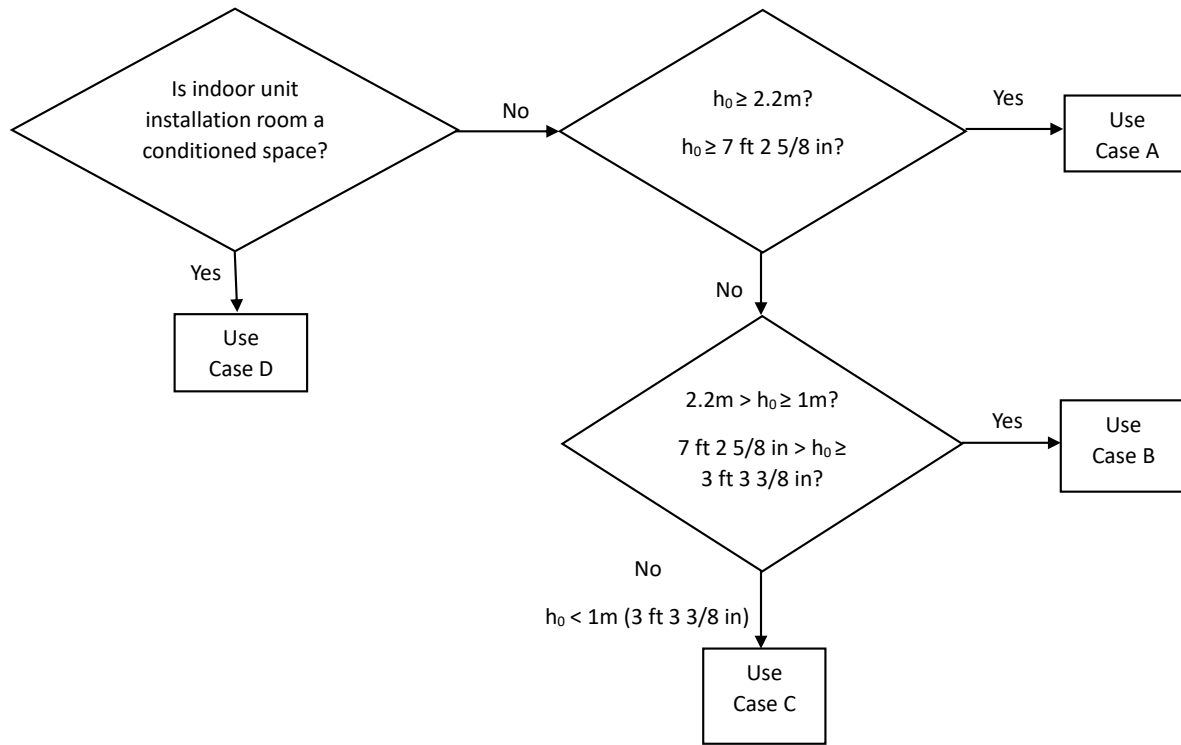 Is indoor unit
installation room a
conditioned space?
No
h₀ ≥ 2.2m?
h₀ ≥ 7 ft 2 5/8 in?
Yes
Use
Case A
Yes
Use
Case D
No
2.2m > h₀ ≥ 1m?
7 ft 2 5/8 in > h₀ ≥
3 ft 3 3/8 in?
Yes
Use
Case B
No
h₀ < 1m (3 ft 3 3/8 in)
Use
Case C